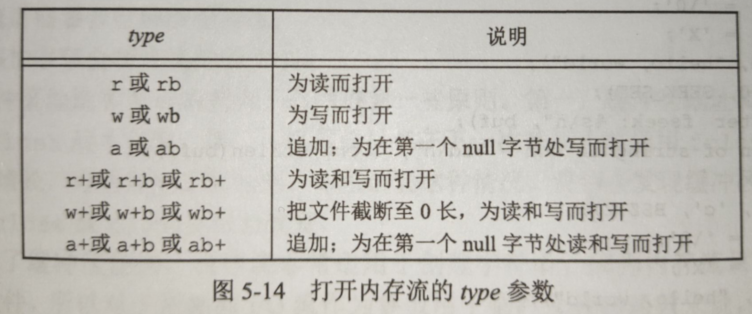 type 说明
r 或 rb 为读而打开
w 或 wb 为写而打开
a 或 ab 追加；为在第一个 null 字节处写而打开
r+或 r+b 或 rb+ 为读和写而打开
w+或 w+b 或 wb+ 把文件截断至 0 长，为读和写而打开
a+或 a+b 或 ab+ 追加；为在第一个 null 字节处读和写而打开
图 5-14 打开内存流的 type 参数